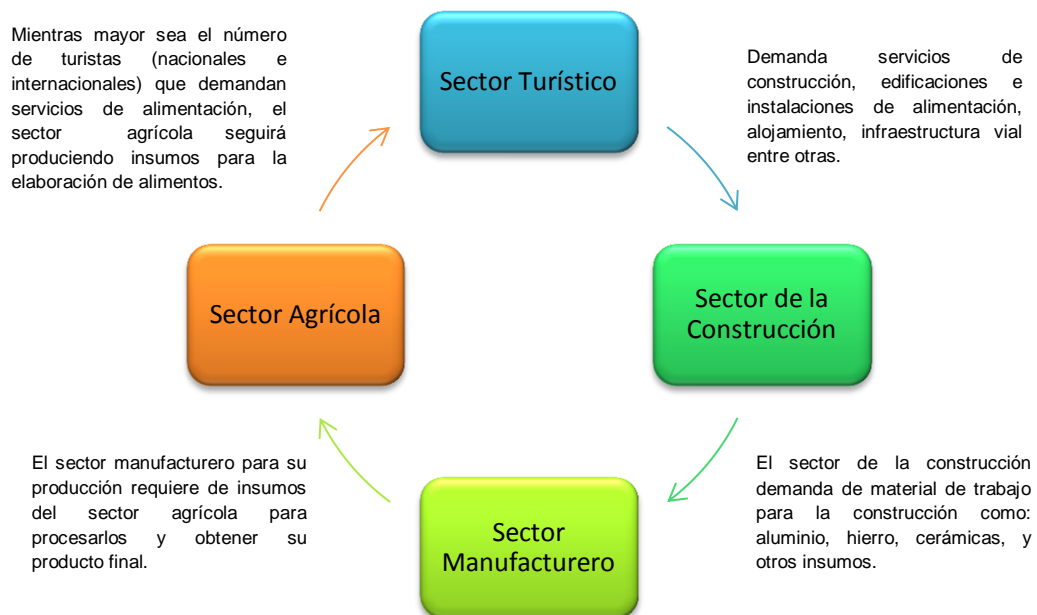 Mientras mayor sea el número
de turistas (nacionales e
internacionales) que demandan
servicios de alimentación, el
sector agrícola seguirá
produciendo insumos para la
elaboración de alimentos.
Sector Turístico
Demanda servicios de
construcción, edificaciones e
instalaciones de alimentación,
alojamiento, infraestructura vial
entre otras.
Sector Agrícola
Sector de la
Construcción
El sector manufacturero para su
producción requiere de insumos
del sector agrícola para
procesarlos y obtener su
producto final.
Sector
Manufacturero
El sector de la construcción
demanda de material de trabajo
para la construcción como:
aluminio, hierro, cerámicas, y
otros insumos.